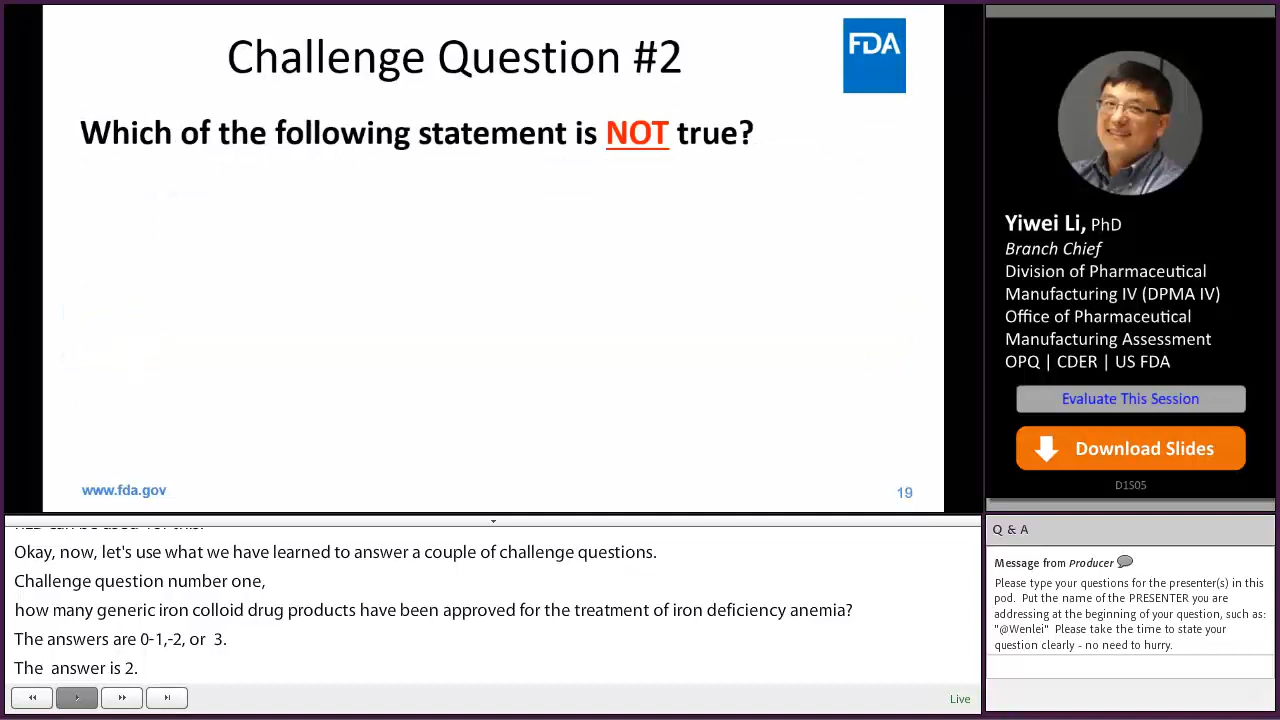 Challenge Question #2
FDA
Which of the following statement is NOT true?
www.fda.gov
19
Yiwei Li, PhD
Branch Chief
Division of Pharmaceutical
Manufacturing IV (DPMA IV)
Office of Pharmaceutical
Manufacturing Assessment
OPQ | CDER | US FDA
Evaluate This Session
Download Slides
D1S05
Okay, now, let's use what we have learned to answer a couple of challenge questions.
Challenge question number one,
how many generic iron colloid drug products have been approved for the treatment of iron deficiency anemia?
The answers are 0-1,-2, or 3.
The answer is 2.
Live
Q & A
Message from Producer
Please type your questions for the presenter(s) in this
pod. Put the name of the PRESENTER you are
addressing at the beginning of your question, such as:
"@Wenlei" Please take the time to state your
question clearly - no need to hurry.